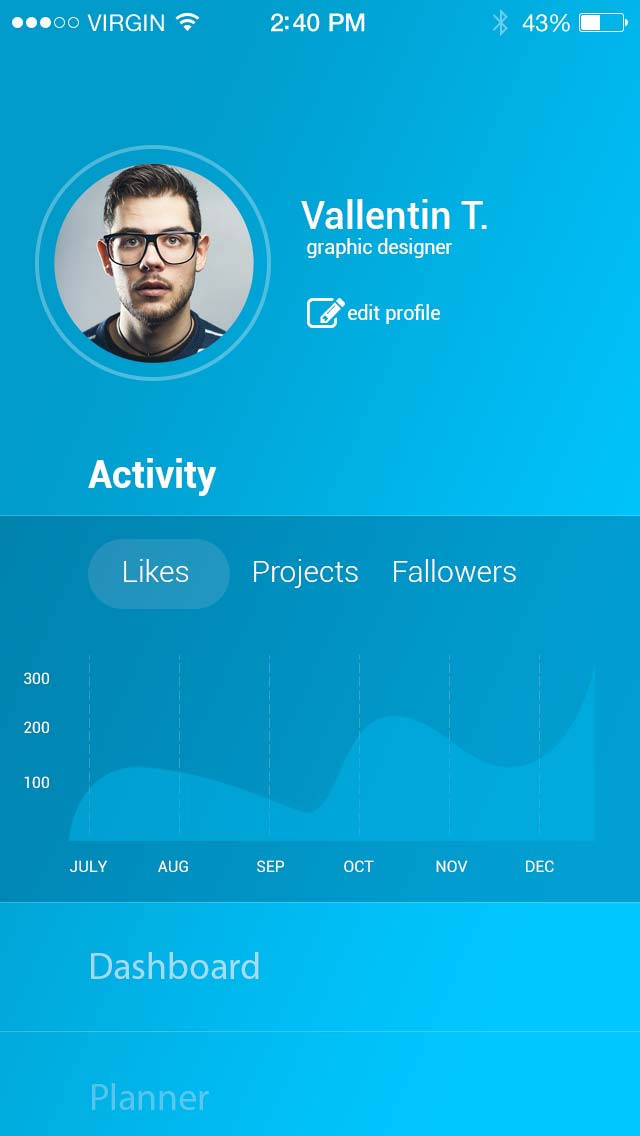 VIRGIN 2:40 PM 43%
Vallentin T.
graphic designer
edit profile
Activity
Likes Projects Fallowers
300
200
100
JULY AUG SEP OCT NOV DEC
Dashboard
Planner